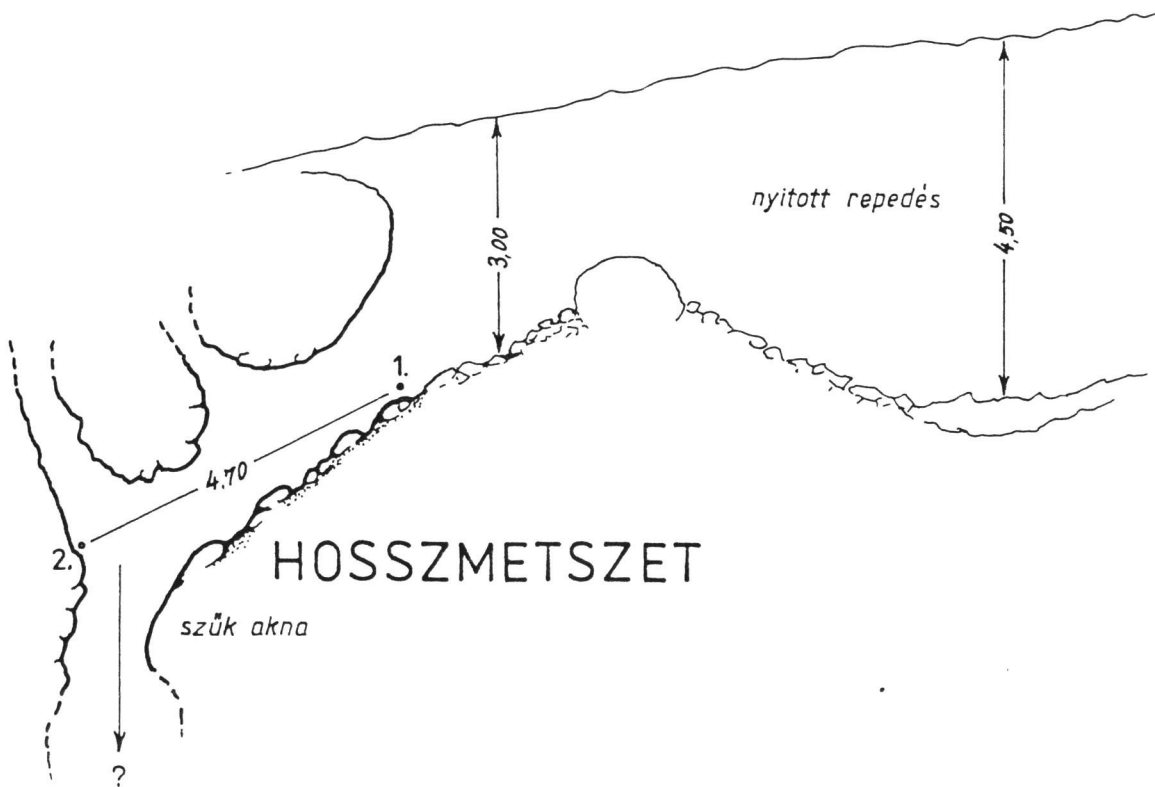 nyitott repedés
3,00
4,50
1.
4.70
2.
HOSSZMETSZET
szűk akna
?